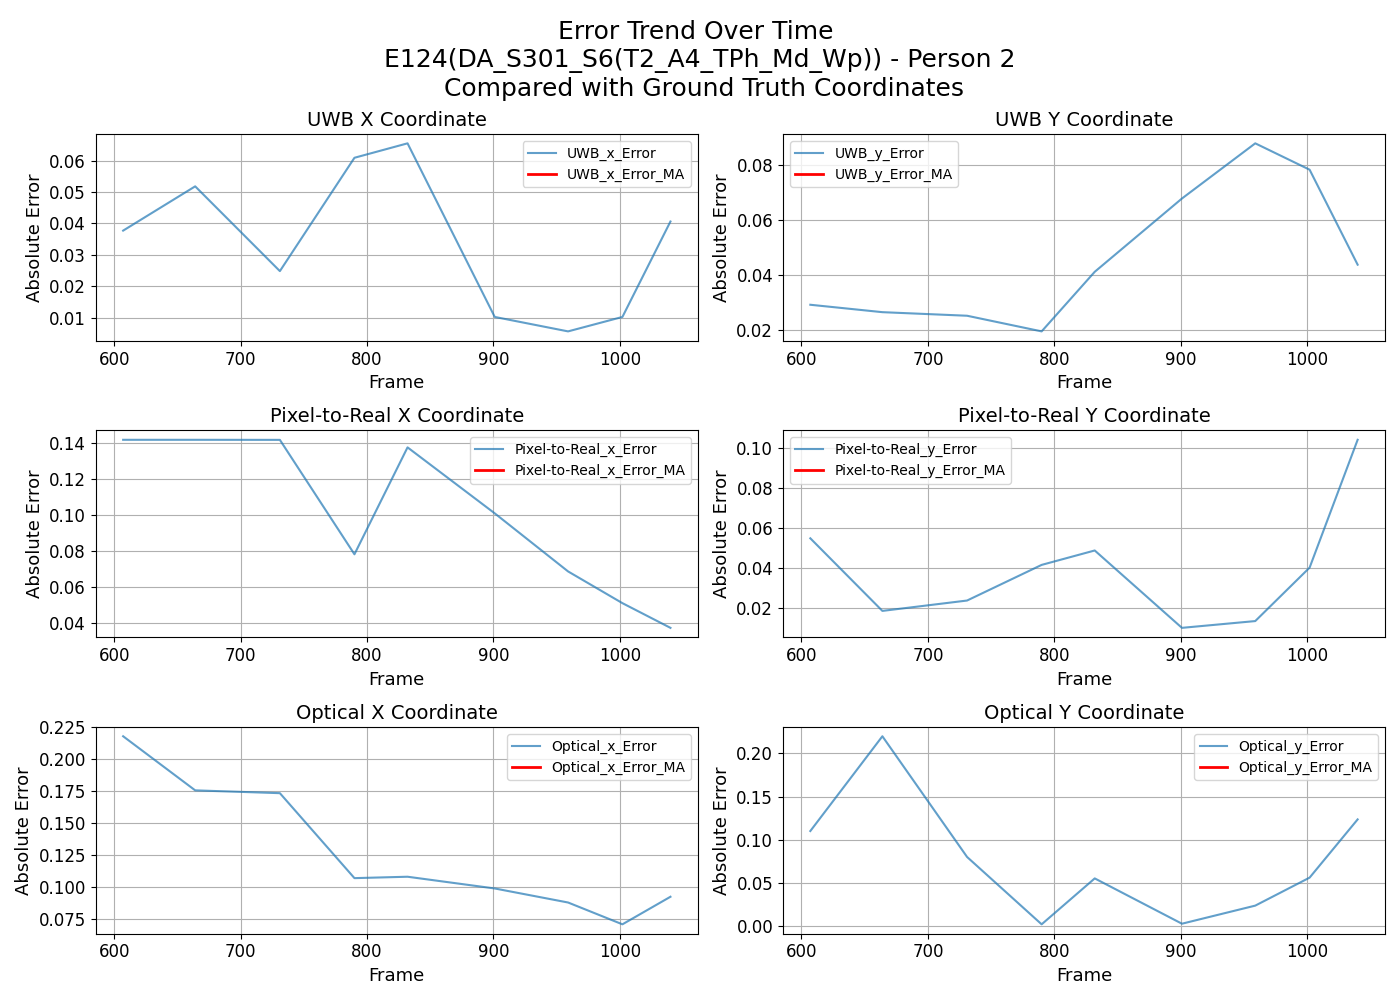 Error Trend Over Time
E124(DA_S301_S6(T2_A4_TPh_Md_Wp)) - Person 2
Compared with Ground Truth Coordinates
UWB X Coordinate
Absolute Error
0.06
0.05
0.04
0.03
0.02
0.01
UWB_x_Error
UWB_x_Error_MA
600 700 800 900 1000
Frame
UWB Y Coordinate
Absolute Error
0.08
0.06
0.04
0.02
UWB_y_Error
UWB_y_Error_MA
600 700 800 900 1000
Frame
Pixel-to-Real X Coordinate
Absolute Error
0.14
0.12
0.10
0.08
0.06
0.04
Pixel-to-Real_x_Error
Pixel-to-Real_x_Error_MA
600 700 800 900 1000
Frame
Pixel-to-Real Y Coordinate
Absolute Error
0.10
0.08
0.06
0.04
0.02
Pixel-to-Real_y_Error
Pixel-to-Real_y_Error_MA
600 700 800 900 1000
Frame
Optical X Coordinate
Absolute Error
0.225
0.200
0.175
0.150
0.125
0.100
0.075
Optical_x_Error
Optical_x_Error_MA
600 700 800 900 1000
Frame
Optical Y Coordinate
Absolute Error
0.20
0.15
0.10
0.05
0.00
Optical_y_Error
Optical_y_Error_MA
600 700 800 900 1000
Frame